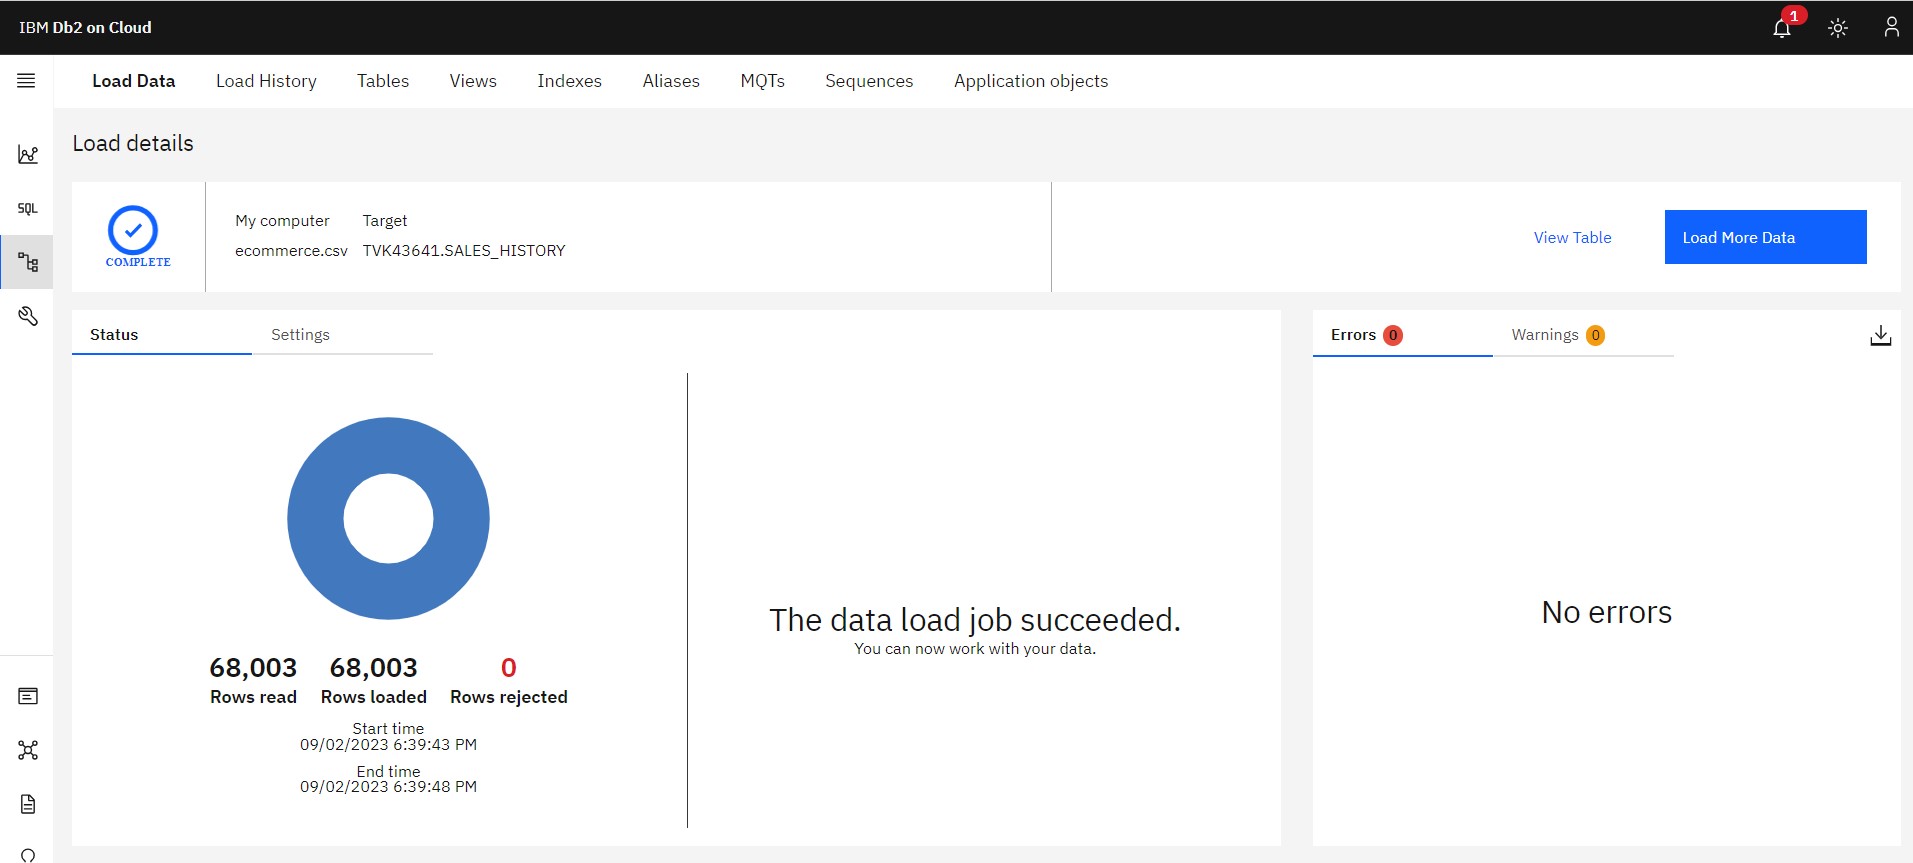 IBM Db2 on Cloud
1
Load Data Load History Tables Views Indexes Aliases MQTs Sequences Application objects
Load details
SQL
COMPLETE
My computer Target
ecommerce.csv TVK43641.SALES_HISTORY
View Table
Load More Data
Status Settings
68,003 68,003 0
Rows read Rows loaded Rows rejected
Start time
09/02/2023 6:39:43 PM
End time
09/02/2023 6:39:48 PM
The data load job succeeded.
You can now work with your data.
Errors 0 Warnings 0
No errors